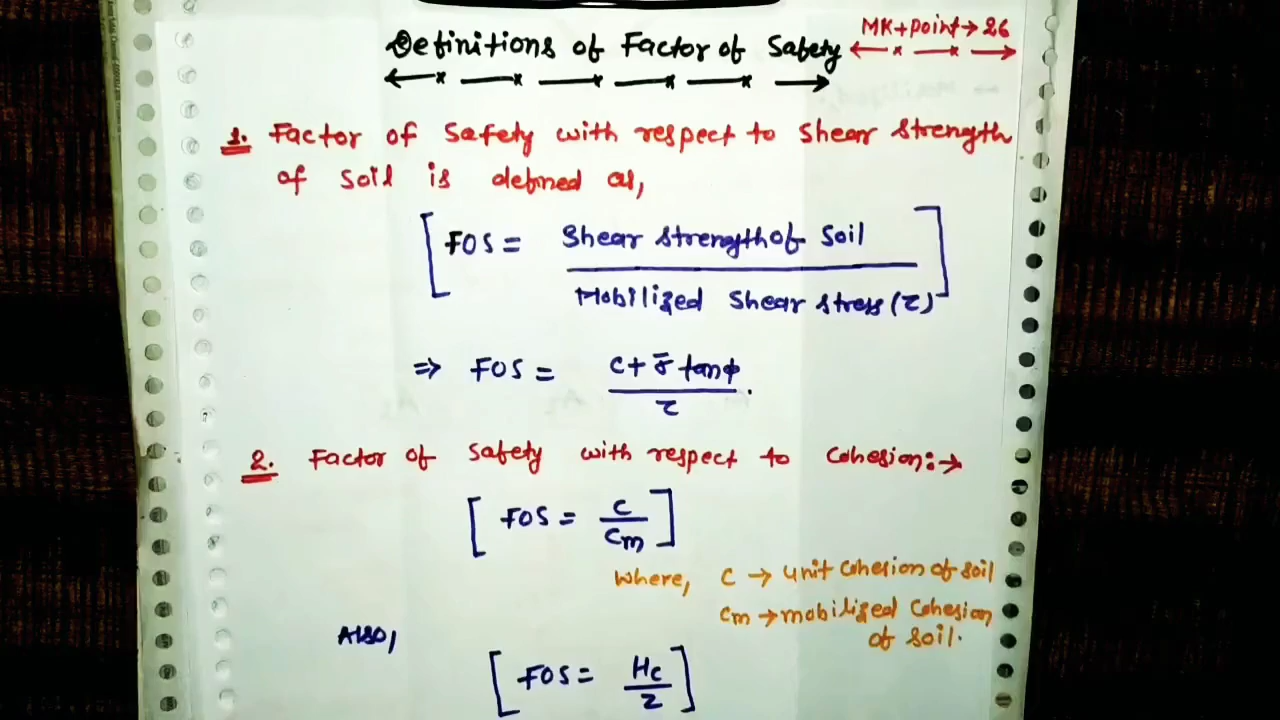 Definitions of Factor of Safety
MK+point→26
1. Factor of Safety with respect to Shear Strength
of soil is defined as,
[FOS = Shear Strength of Soil / Mobilized Shear Stress (τ)]
⇒ FOS = C + σ̄ tanϕ / τ.
2. Factor of Safety with respect to Cohesion:→
[FOS = C / Cm]
Where, C → unit cohesion of soil
Cm → mobilized Cohesion
of soil.
Also,
[FOS = Hc / Z]